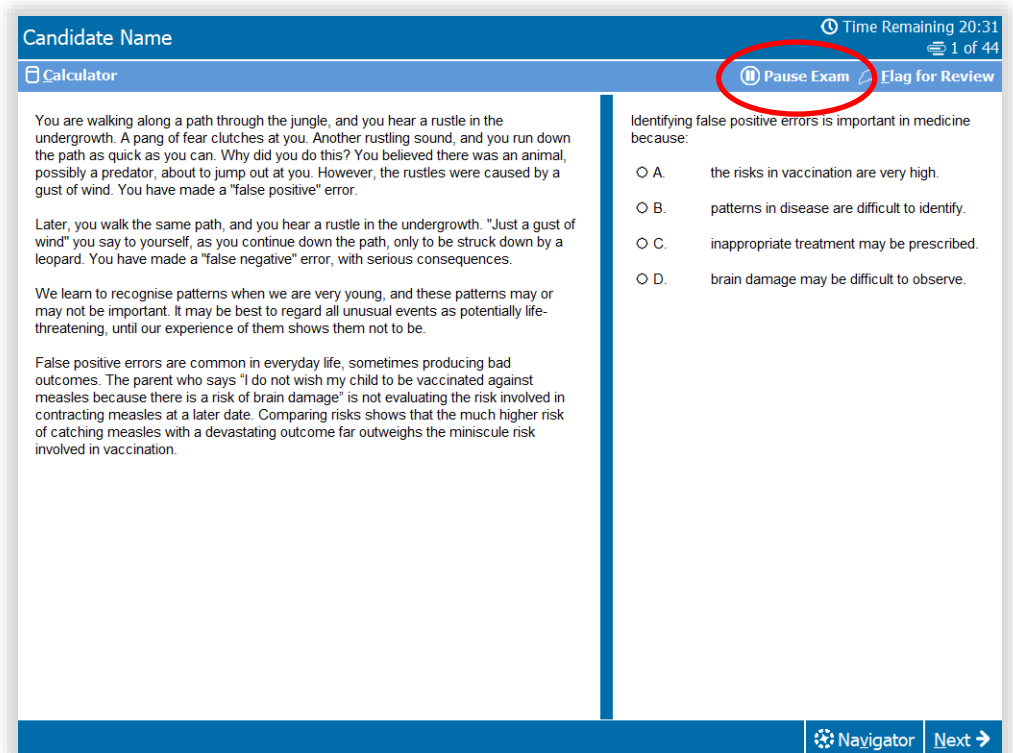 Candidate Name
Time Remaining 20:31
1 of 44
Calculator
Pause Exam
Flag for Review
You are walking along a path through the jungle, and you hear a rustle in the
undergrowth. A pang of fear clutches at you. Another rustling sound, and you run down
the path as quick as you can. Why did you do this? You believed there was an animal,
possibly a predator, about to jump out at you. However, the rustles were caused by a
gust of wind. You have made a "false positive" error.
Later, you walk the same path, and you hear a rustle in the undergrowth. "Just a gust of
wind" you say to yourself, as you continue down the path, only to be struck down by a
leopard. You have made a "false negative" error, with serious consequences.
We learn to recognise patterns when we are very young, and these patterns may or
may not be important. It may be best to regard all unusual events as potentially life-
threatening, until our experience of them shows them not to be.
False positive errors are common in everyday life, sometimes producing bad
outcomes. The parent who says “I do not wish my child to be vaccinated against
measles because there is a risk of brain damage” is not evaluating the risk involved in
contracting measles at a later date. Comparing risks shows that the much higher risk
of catching measles with a devastating outcome far outweighs the miniscule risk
involved in vaccination.
Identifying false positive errors is important in medicine
because:
A. the risks in vaccination are very high.
B. patterns in disease are difficult to identify.
C. inappropriate treatment may be prescribed.
D. brain damage may be difficult to observe.
Navigator
Next